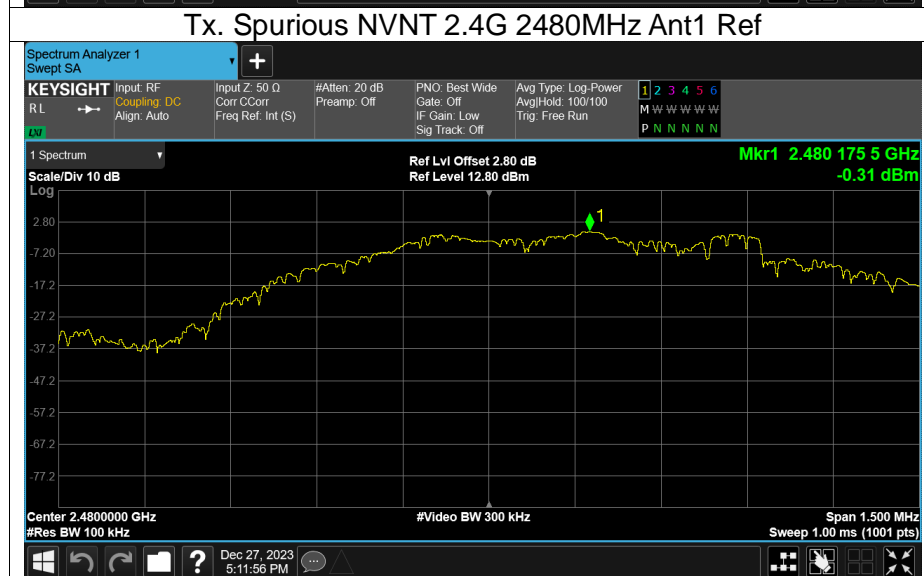 Tx. Spurious NVNT 2.4G 2480MHz Ant1 Ref
Spectrum Analyzer 1
Swept SA
+
KEYSIGHT
RL
LXI
Input: RF
Coupling: DC
Align: Auto
Input Z: 50 Ω
Corr CCorr
Freq Ref: Int (S)
#Atten: 20 dB
Preamp: Off
PNO: Best Wide
Gate: Off
IF Gain: Low
Sig Track: Off
Avg Type: Log-Power
Avg|Hold: 100/100
Trig: Free Run
1 2 3 4 5 6
M W W W W W
P N N N N N
1 Spectrum
Scale/Div 10 dB
Ref Lvl Offset 2.80 dB
Ref Level 12.80 dBm
Mkr1 2.480 175 5 GHz
-0.31 dBm
Log
1
2.80
-7.20
-17.2
-27.2
-37.2
-47.2
-57.2
-67.2
-77.2
Center 2.4800000 GHz
#Res BW 100 kHz
#Video BW 300 kHz
Span 1.500 MHz
Sweep 1.00 ms (1001 pts)
?
Dec 27, 2023
5:11:56 PM